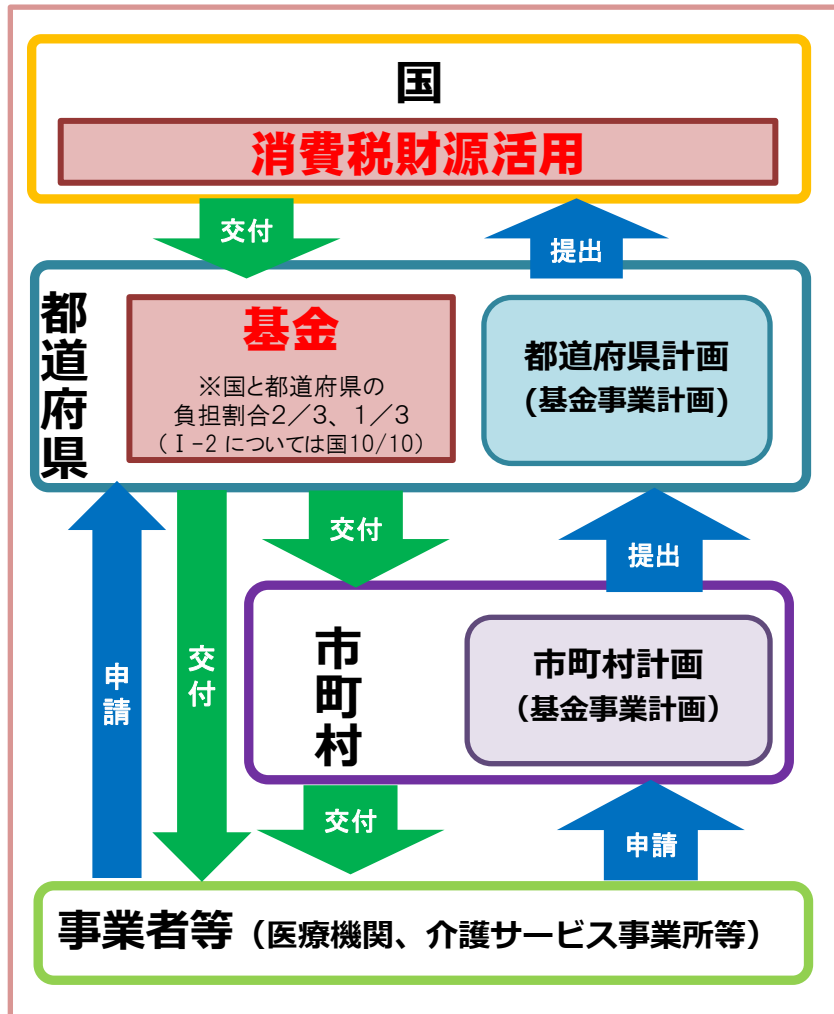 国
消費税財源活用
交付
提出
都道府県
基金
※国と都道府県の
負担割合2／3、1／3
（Ⅰ-2 については国10/10）
都道府県計画
(基金事業計画)
交付
提出
申請
交付
市町村
市町村計画
（基金事業計画）
交付
申請
事業者等（医療機関、介護サービス事業所等）